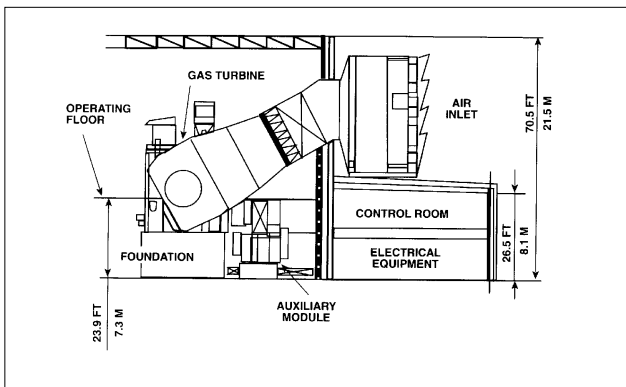 GAS TURBINE
OPERATING
FLOOR
AIR
INLET
70.5 FT
21.5 M
CONTROL ROOM
26.5 FT
8.1 M
FOUNDATION
ELECTRICAL
EQUIPMENT
AUXILIARY
MODULE
23.9 FT
7.3 M